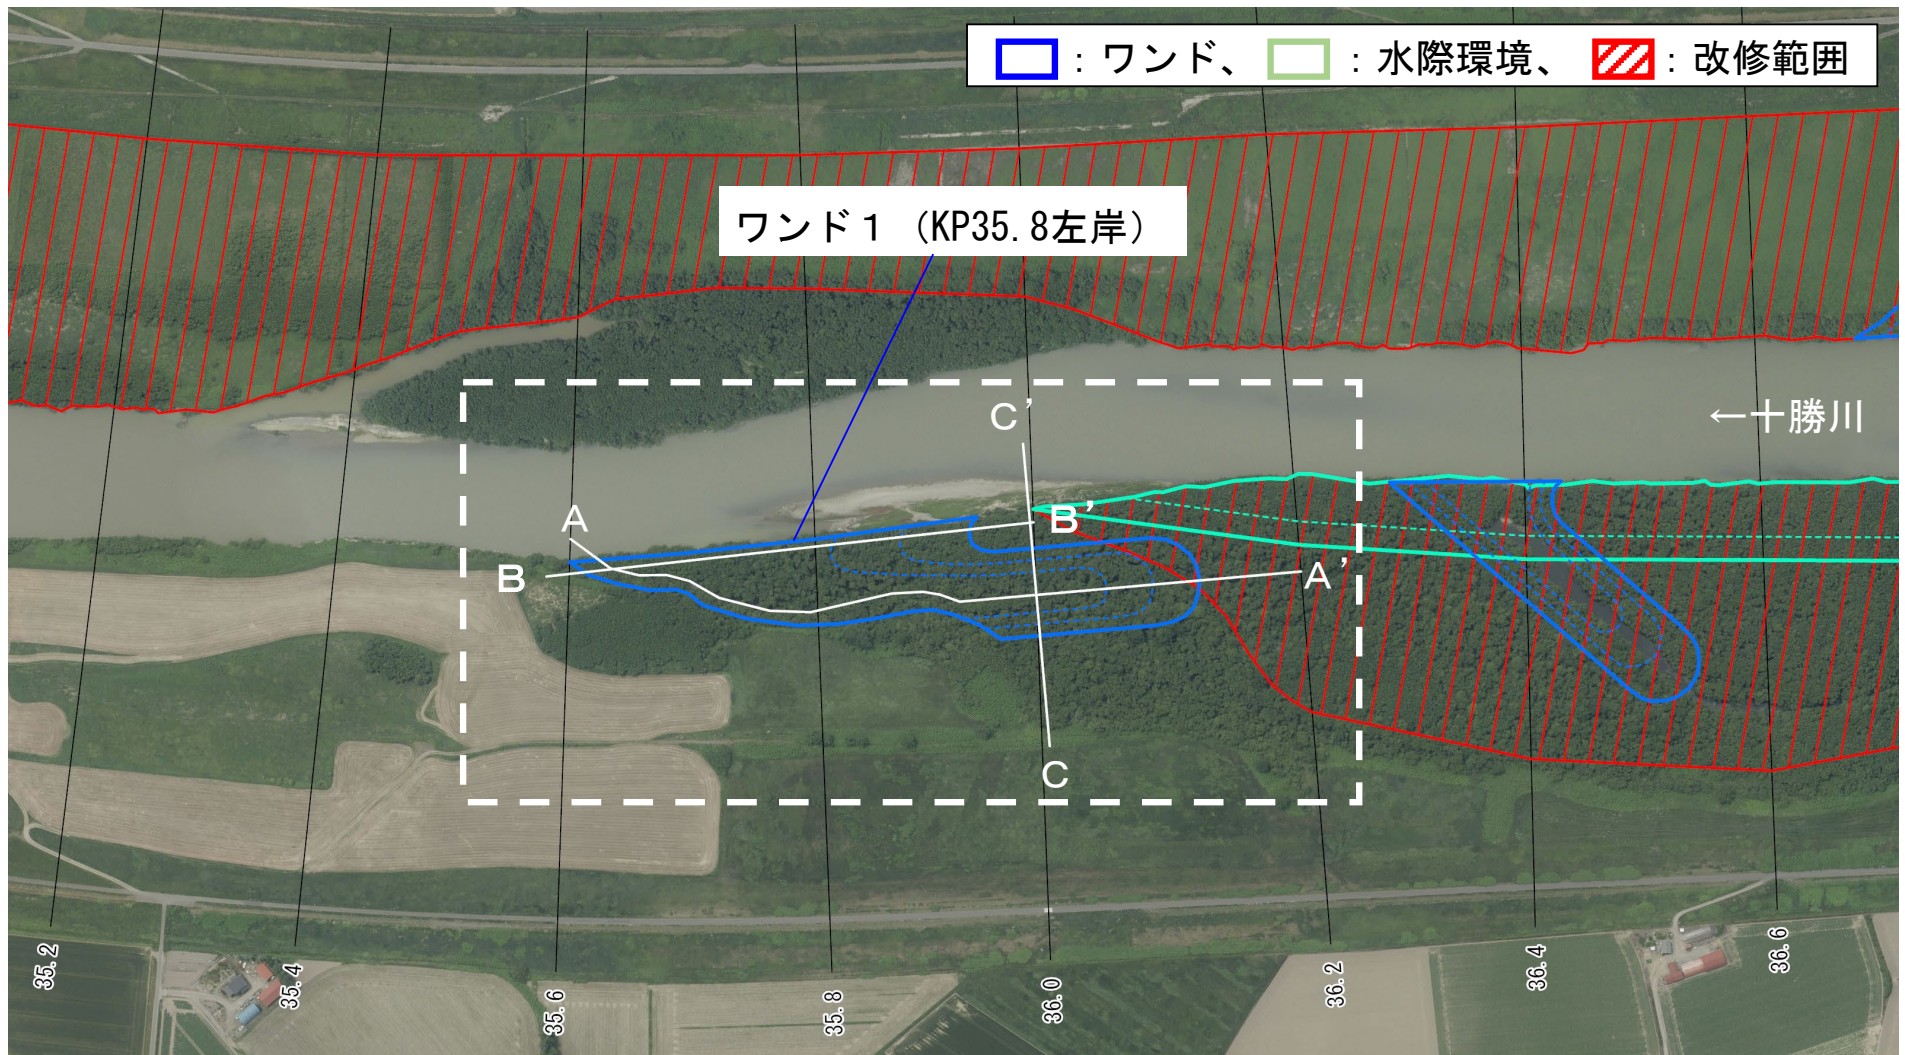 ：ワンド、 ：水際環境、 ：改修範囲
ワンド１（KP35.8左岸）
←十勝川
C’
A
B’
B
A’
C
35.2
35.4
35.6
35.8
36.0
36.2
36.4
36.6